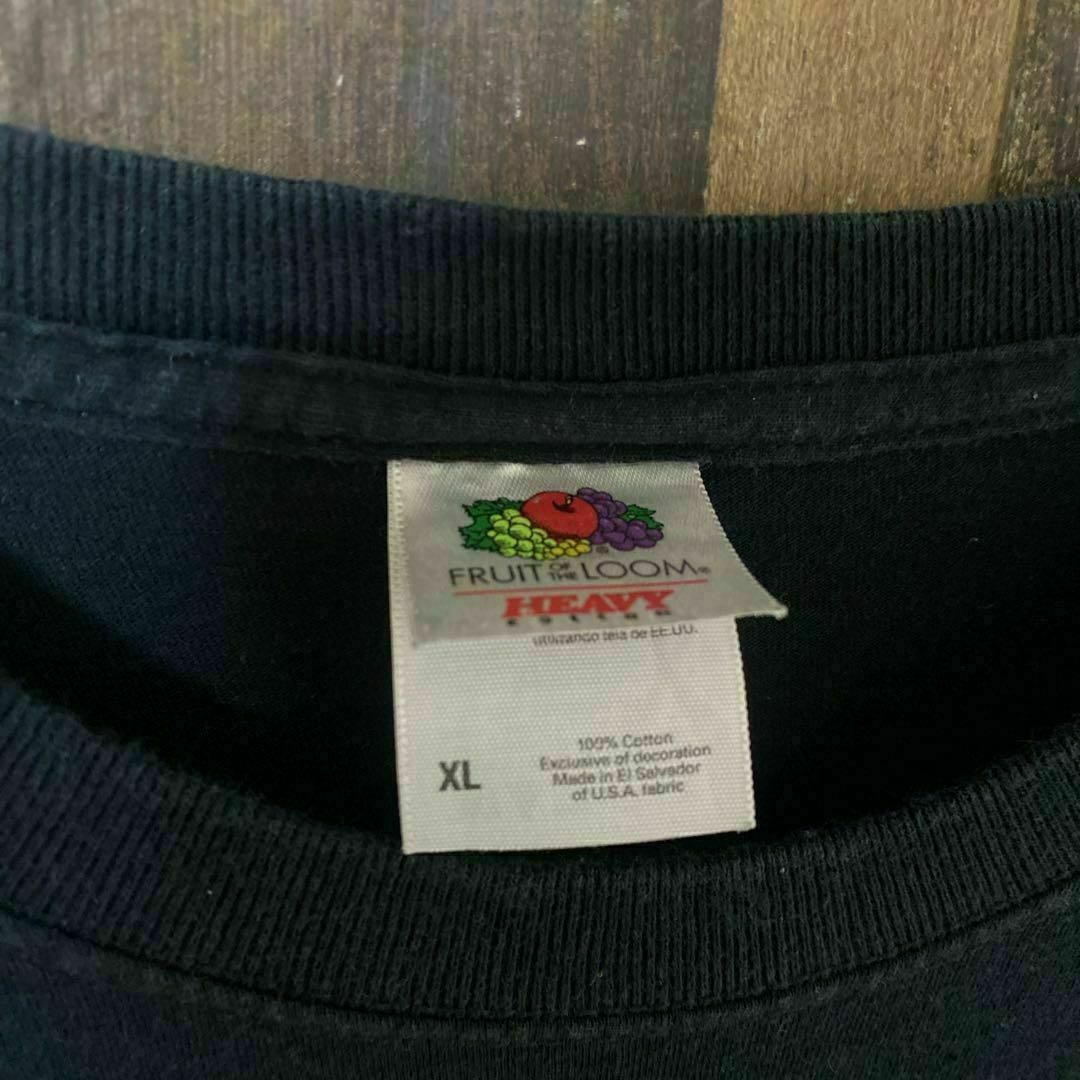 FRUIT OF THE LOOM®
HEAVY
COTTON
utilizando tela de EE.UU.
XL
100% Cotton
Exclusive of decoration
Made in El Salvador
of U.S.A. fabric